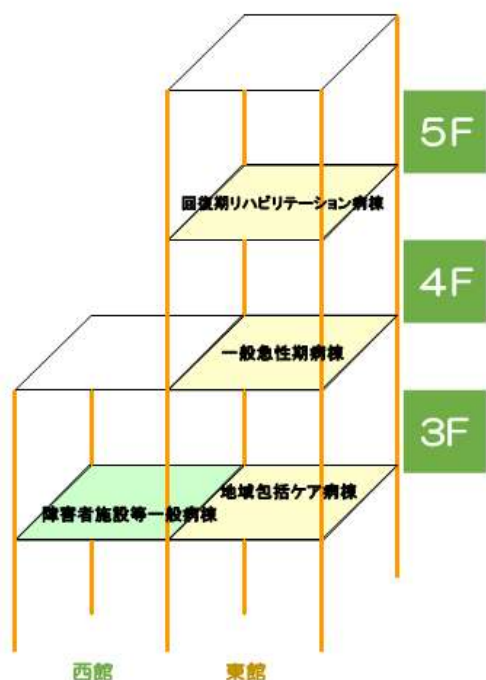 5F
回復期リハビリテーション病棟
4F
一般急性期病棟
3F
地域包括ケア病棟
障害者施設等一般病棟
西館
東館